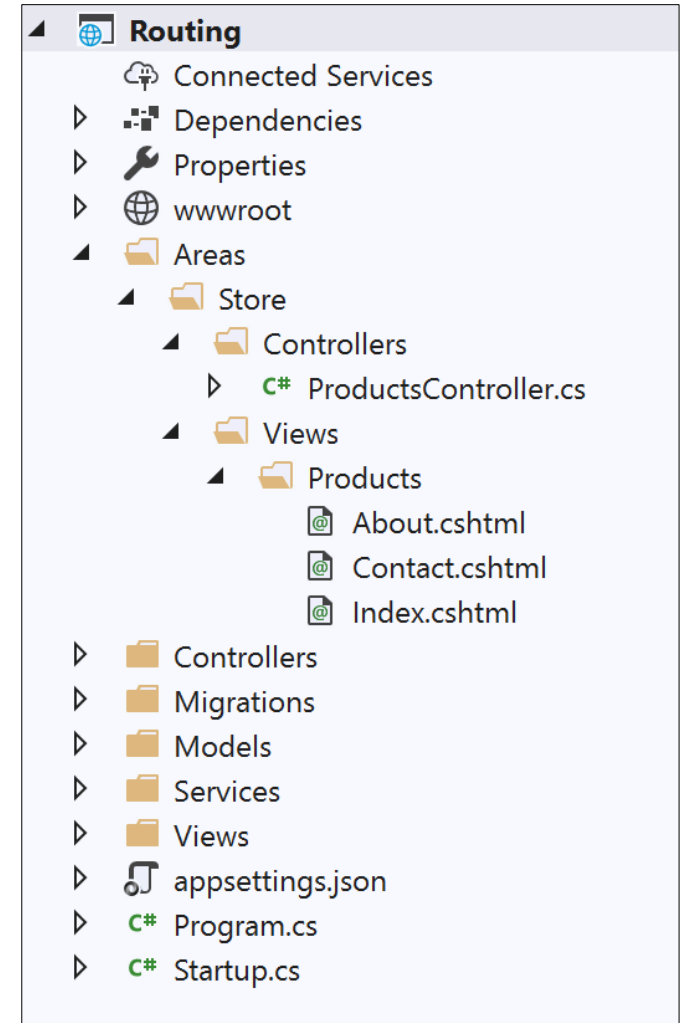 Routing
Connected Services
Dependencies
Properties
wwwroot
Areas
Store
Controllers
C# ProductsController.cs
Views
Products
@ About.cshtml
@ Contact.cshtml
@ Index.cshtml
Controllers
Migrations
Models
Services
Views
appsettings.json
C# Program.cs
C# Startup.cs